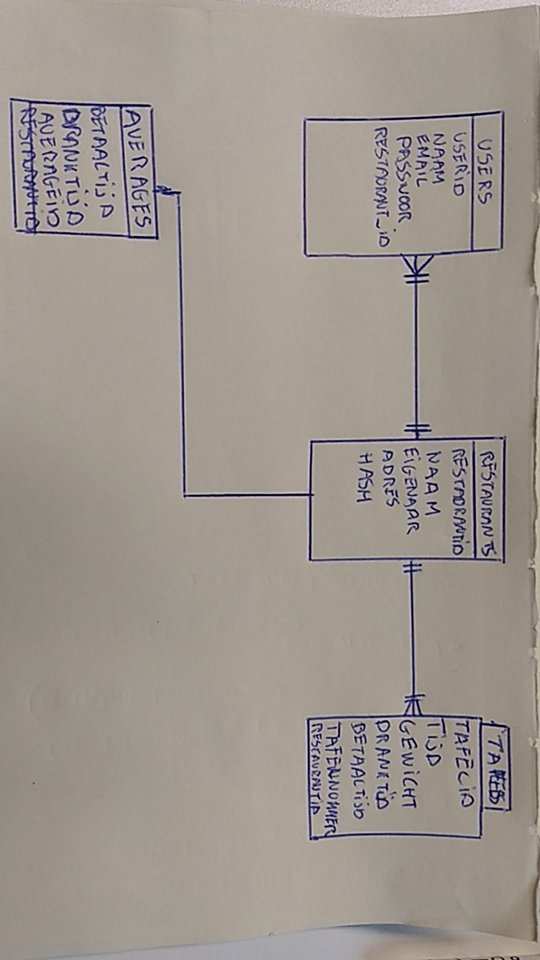 USERS
USERID
NAAM
EMAIL
PASSWOOR
RESTAURANT_ID
RESTAURANTS
RESTAURANTID
NAAM
EIGENAAR
ADRES
HASH
TAFELS
TAFELID
TIJD
GEWICHT
DRANKTIJD
BETAALTIJD
TAFELNUMMER
RESTAURANTID
AVERAGES
BETAALTIJD
DRANKTIJD
AVERAGEID
RESTAURANTID